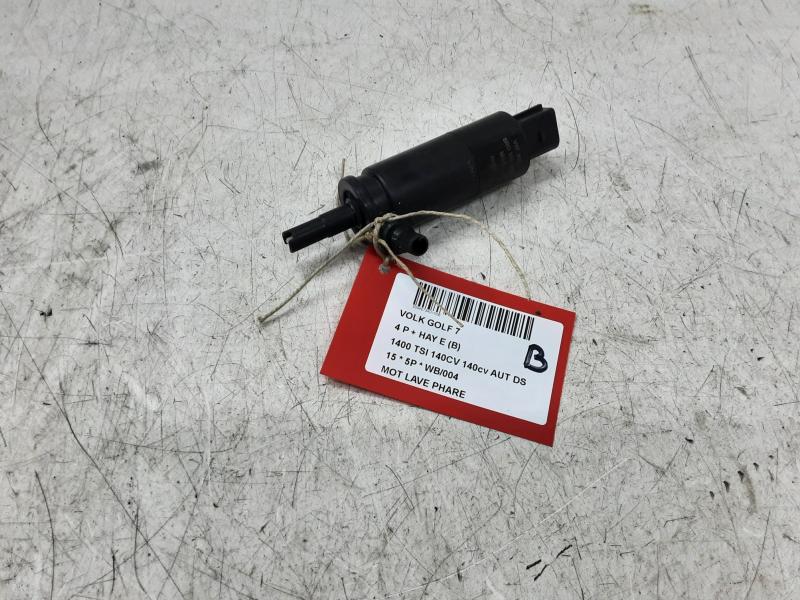 VOLK GOLF 7
4 P + HAY E (B)
1400 TSI 140CV 140cv AUT DS
15 * 5P * WB/004
MOT LAVE PHARE
B